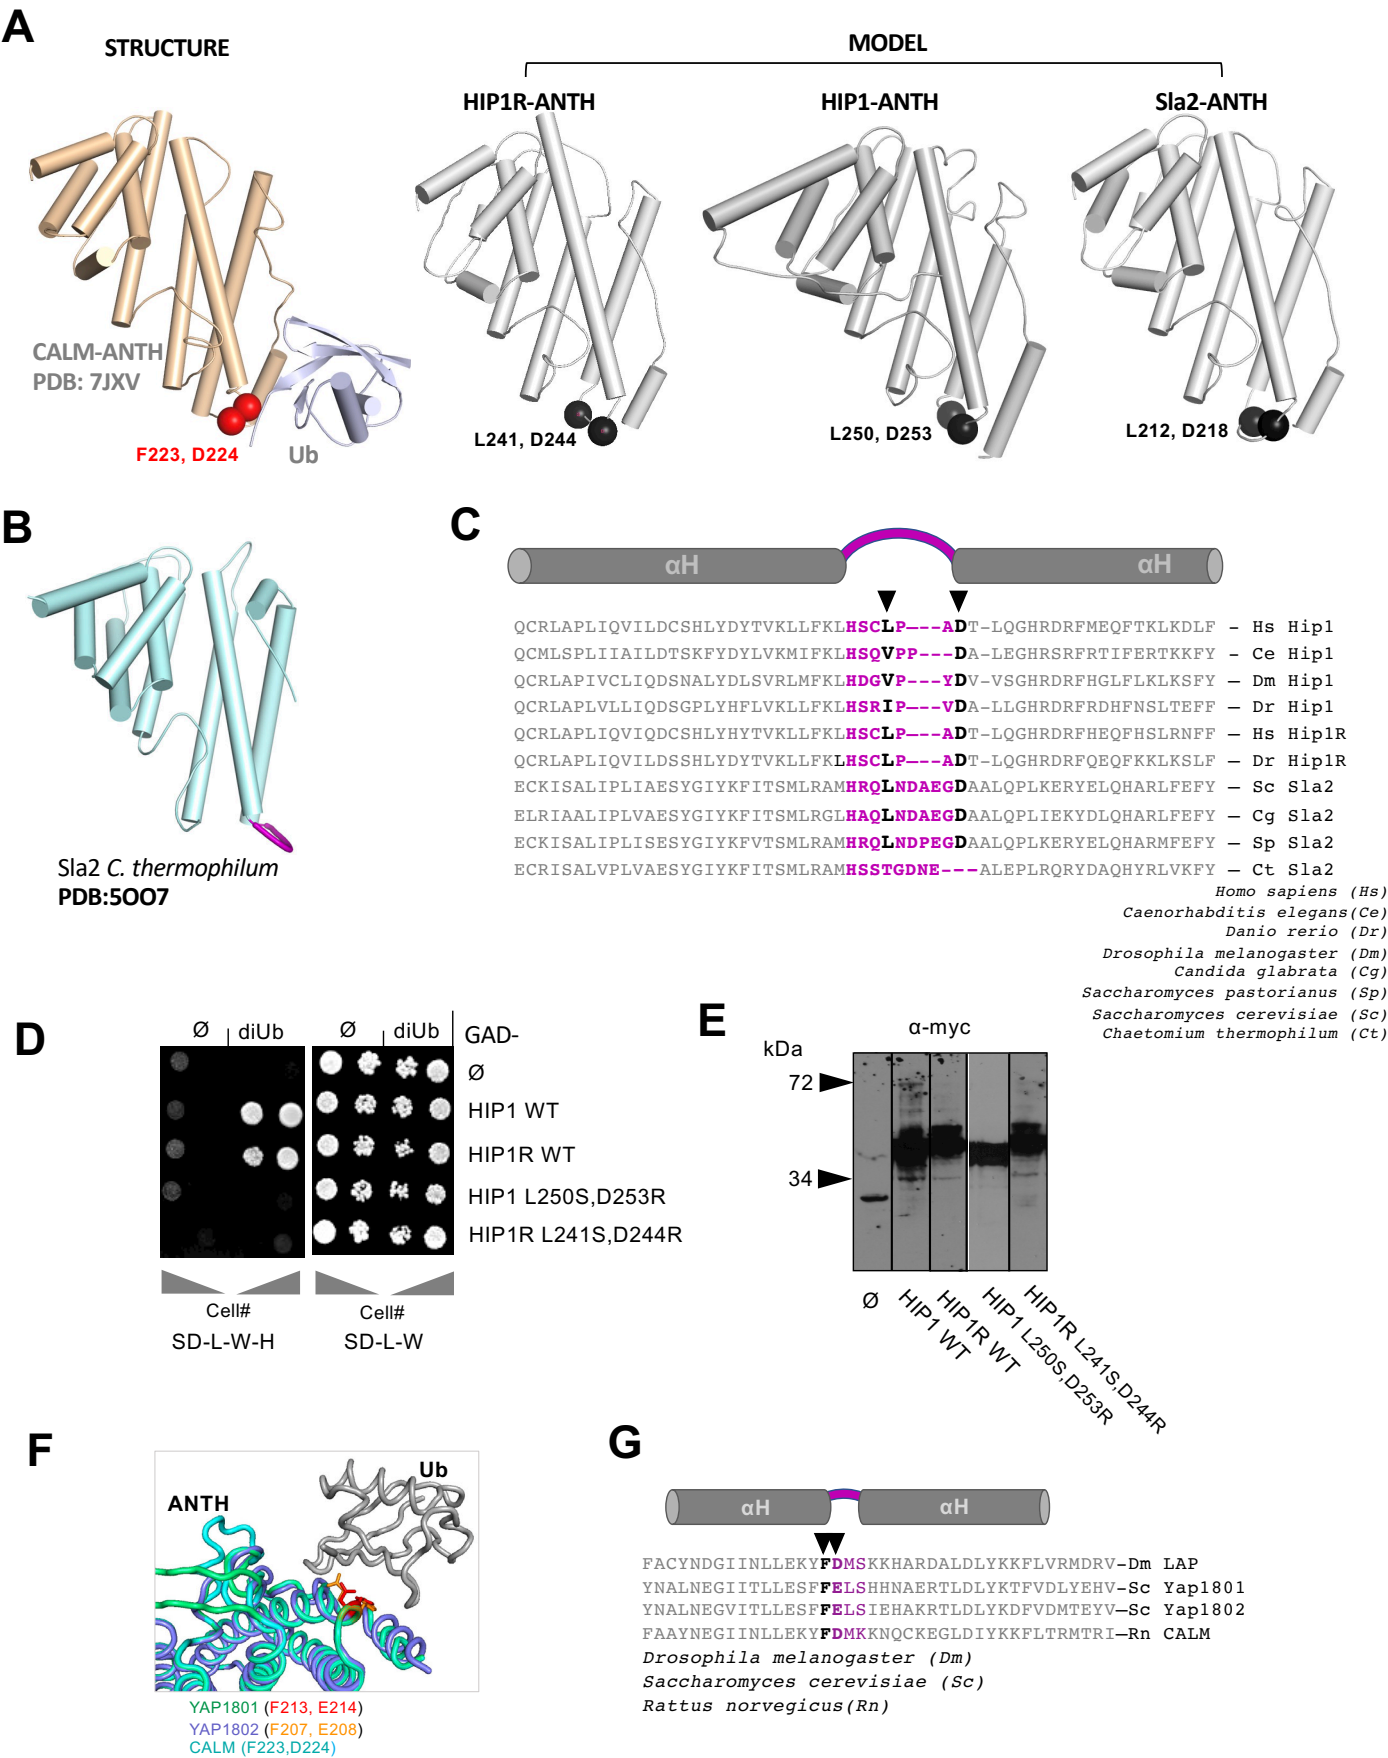 A
STRUCTURE
MODEL
HIP1R-ANTH
HIP1-ANTH
Sla2-ANTH
CALM-ANTH
PDB: 7JXV
F223, D224
Ub
L241, D244
L250, D253
L212, D218
B
Sla2 C. thermophilum
PDB:5OO7
C
αH
αH
QCRLAPLIQVILDCSHLYDYTVKLLFKLHSCLP---ADT-LQGHRDRFMEQFTKLKDLF - Hs Hip1
QCMLSPLIIAILDTSKFYDYLVKMIFKLHSQVPP---DA-LEGHRSRFRTIFERTKKFY - Ce Hip1
QCRLAPIVCLIQDSNALYDLSVRLMFKLHDGVP---YDV-VSGHRDRFHGLFLKLKSFY - Dm Hip1
QCRLAPLVLLIQDSGPLYHFLVKLLFKLHSRIP---VDA-LLGHRDRFRDHFNSLTEFF - Dr Hip1
QCRLAPLIQVIQDCSHLYHYTVKLLFKLHSCLP---ADT-LQGHRDRFHEQFHSLRNFF - Hs Hip1R
QCRLAPLIQVIQDCSHLYHYTVKLLFKLHSCLP---ADT-LQGHRDRFQEQFKKLKSLF - Dr Hip1R
ECKISALIPLIAESYGIYKFITSMLRAMHRQLNDAEGDAALQPLKERYELQHARLFEFY - Sc Sla2
ELRIAALIPLVAESYGIYKFITSMLRGLHAQLNDAEGDAALQPLIEKYDLQHARLFEFY - Cg Sla2
ECKISALIPLISESYGIYKFVTSMLRAMHRQLNDPEGDAALQPLKERYELQHARMFEFY - Sp Sla2
ECRISALVPLVAESYGIYKFITSMLRAMHSSTGDNE---ALEPLRQRYDAQHYRLVKFY - Ct Sla2
Homo sapiens (Hs)
Caenorhabditis elegans(Ce)
Danio rerio (Dr)
Drosophila melanogaster (Dm)
Candida glabrata (Cg)
Saccharomyces pastorianus (Sp)
Saccharomyces cerevisiae (Sc)
Chaetomium thermophilum (Ct)
D
Ø diUb Ø diUb GAD-
Ø
HIP1 WT
HIP1R WT
HIP1 L250S,D253R
HIP1R L241S,D244R
Cell# Cell#
SD-L-W-H SD-L-W
E
α-myc
kDa
72
34
Ø
HIP1 WT
HIP1R WT
HIP1 L250S,D253R
HIP1R L241S,D244R
F
Ub
ANTH
YAP1801 (F213, E214)
YAP1802 (F207, E208)
CALM (F223,D224)
G
αH
αH
FACYNDGIINLLEKYFDMSKKHARDALDLYKKFLVRMDRV-Dm LAP
YNALNEGIITLLESFFELSHHNAERTLDLYKTFVDLYEHV-Sc Yap1801
YNALNEGVITLLESFFELSIEHAKRTLDLYKDFVDMTEYV-Sc Yap1802
FAAYNEGIINLLEKYFDMKKNQCKEGLDIYKKFLTRMTRI-Rn CALM
Drosophila melanogaster (Dm)
Saccharomyces cerevisiae (Sc)
Rattus norvegicus(Rn)